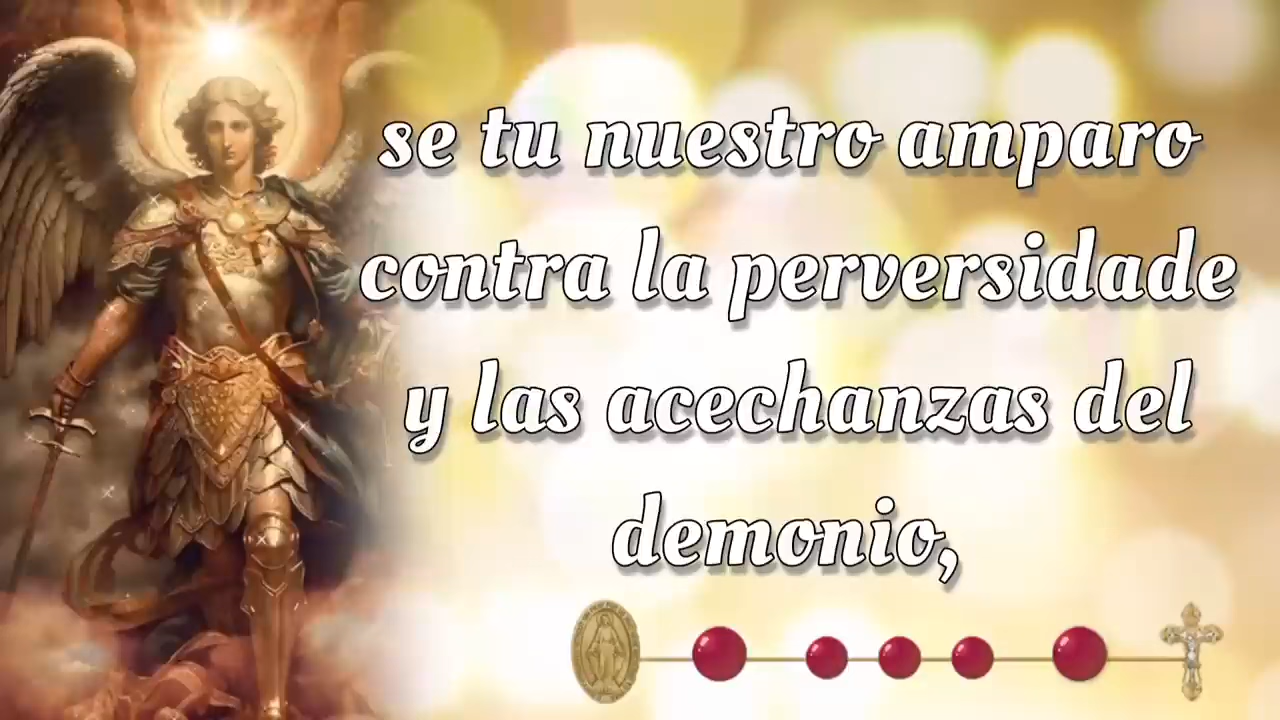 se tu nuestro amparo
contra la perversidade
y las acechanzas del
demonio,